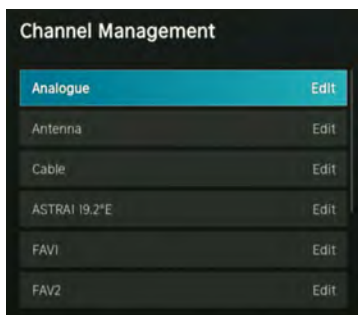 Channel Management
Analogue Edit
Antenna Edit
Cable Edit
ASTRA1 19.2°E Edit
FAV1 Edit
FAV2 Edit